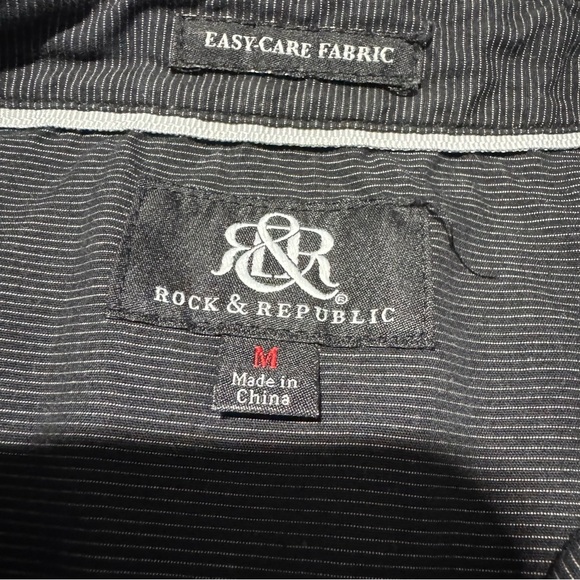 EASY-CARE FABRIC
R&R
ROCK & REPUBLIC®
M
Made in
China